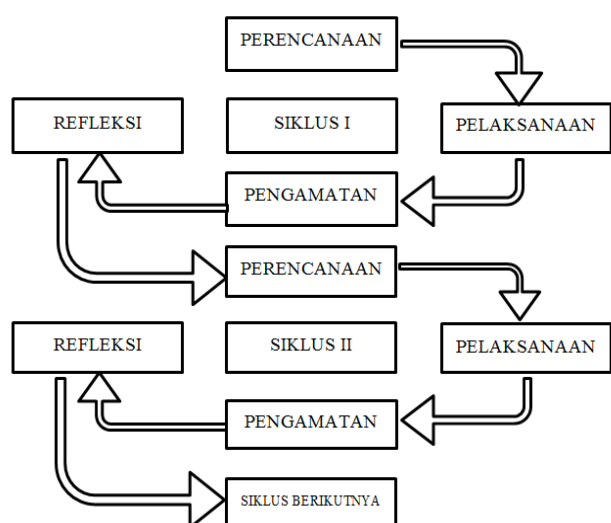 PERENCANAAN
REFLEKSI
SIKLUS I
PELAKSANAAN
PENGAMATAN
PERENCANAAN
REFLEKSI
SIKLUS II
PELAKSANAAN
PENGAMATAN
SIKLUS BERIKUTNYA